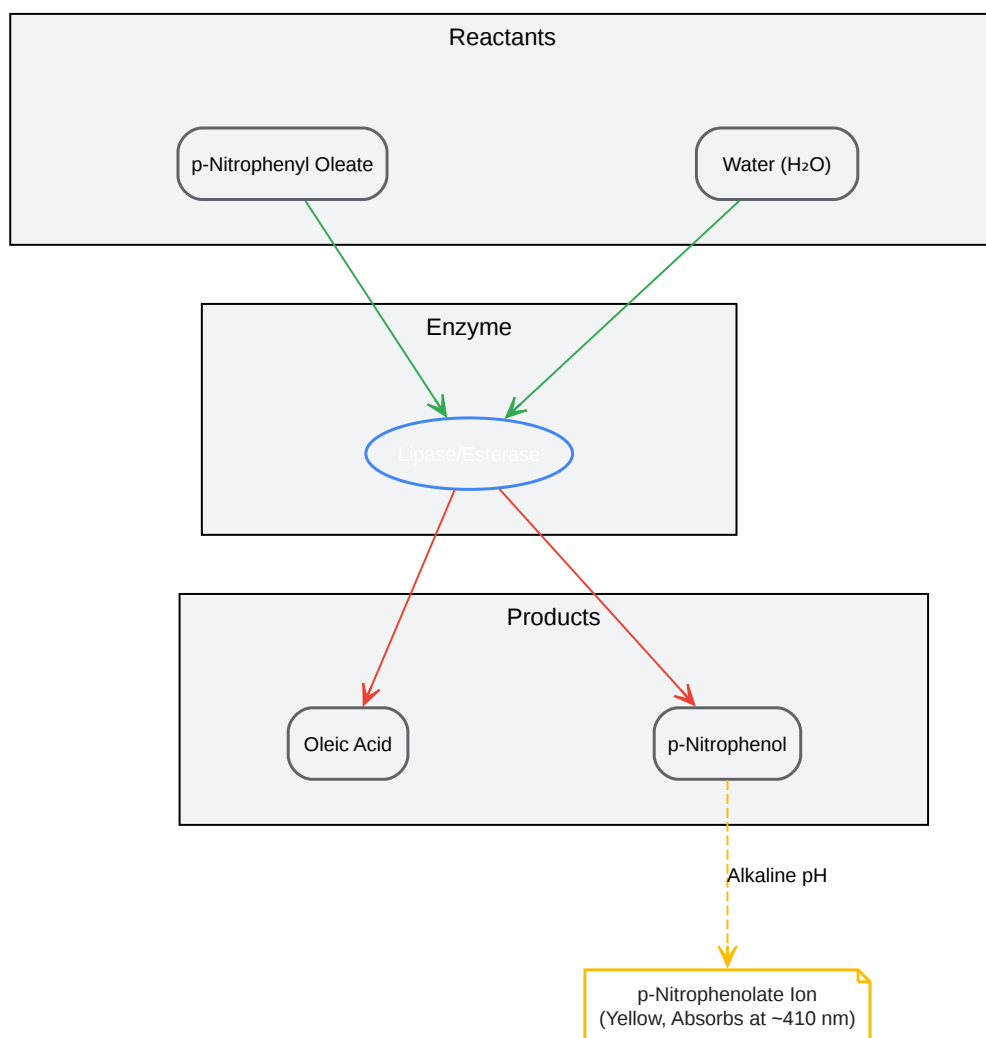 Reactants
p-Nitrophenyl Oleate
Water (H₂O)
Enzyme
Lipase/Esterase
Products
Oleic Acid
p-Nitrophenol
Alkaline pH
p-Nitrophenolate Ion
(Yellow, Absorbs at ~410 nm)